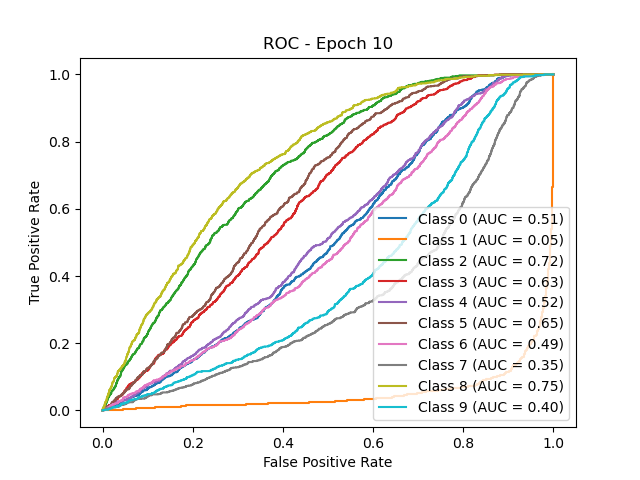 ROC - Epoch 10
True Positive Rate
1.0
0.8
0.6
0.4
0.2
0.0
Class 0 (AUC = 0.51)
Class 1 (AUC = 0.05)
Class 2 (AUC = 0.72)
Class 3 (AUC = 0.63)
Class 4 (AUC = 0.52)
Class 5 (AUC = 0.65)
Class 6 (AUC = 0.49)
Class 7 (AUC = 0.35)
Class 8 (AUC = 0.75)
Class 9 (AUC = 0.40)
0.0 0.2 0.4 0.6 0.8 1.0
False Positive Rate